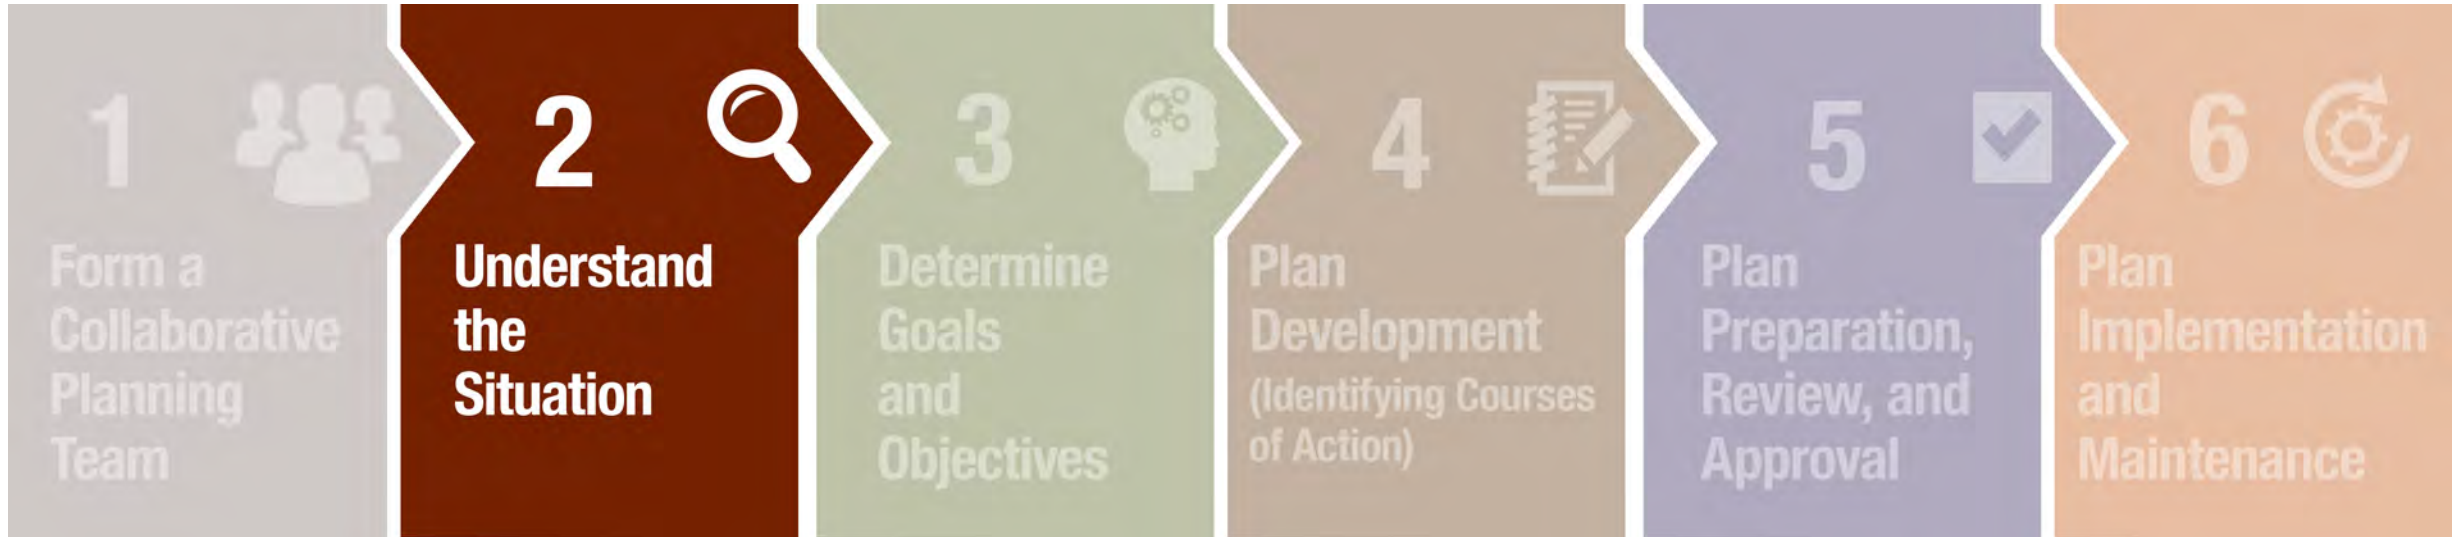 1
Form a
Collaborative
Planning
Team
2
Understand
the
Situation
3
Determine
Goals
and
Objectives
4
Plan
Development
(Identifying Courses
of Action)
5
Plan
Preparation,
Review, and
Approval
6
Plan
Implementation
and
Maintenance